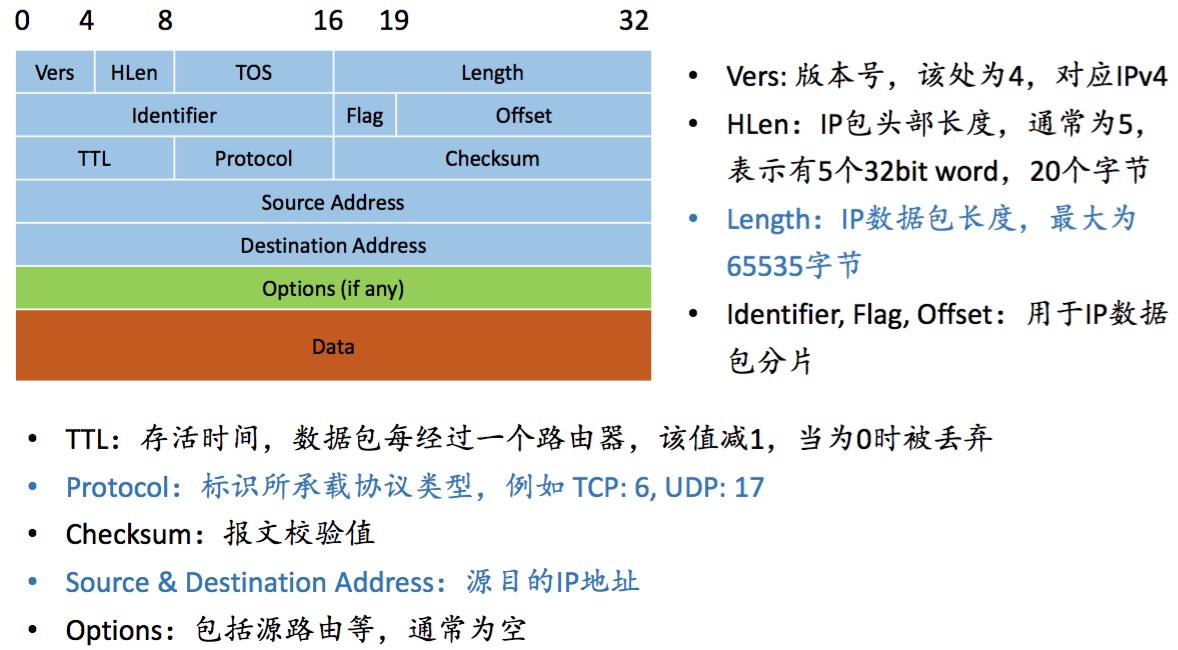 0 4 8 16 19 32
Vers HLen TOS Length
Identifier Flag Offset
TTL Protocol Checksum
Source Address
Destination Address
Options (if any)
Data
• Vers: 版本号，该处为4，对应IPv4
• HLen：IP包头部长度，通常为5，
表示有5个32bit word，20个字节
• Length：IP数据包长度，最大为
65535字节
• Identifier, Flag, Offset：用于IP数据
包分片
• TTL：存活时间，数据包每经过一个路由器，该值减1，当为0时被丢弃
• Protocol：标识所承载协议类型，例如 TCP: 6, UDP: 17
• Checksum：报文校验值
• Source & Destination Address：源目的IP地址
• Options：包括源路由等，通常为空